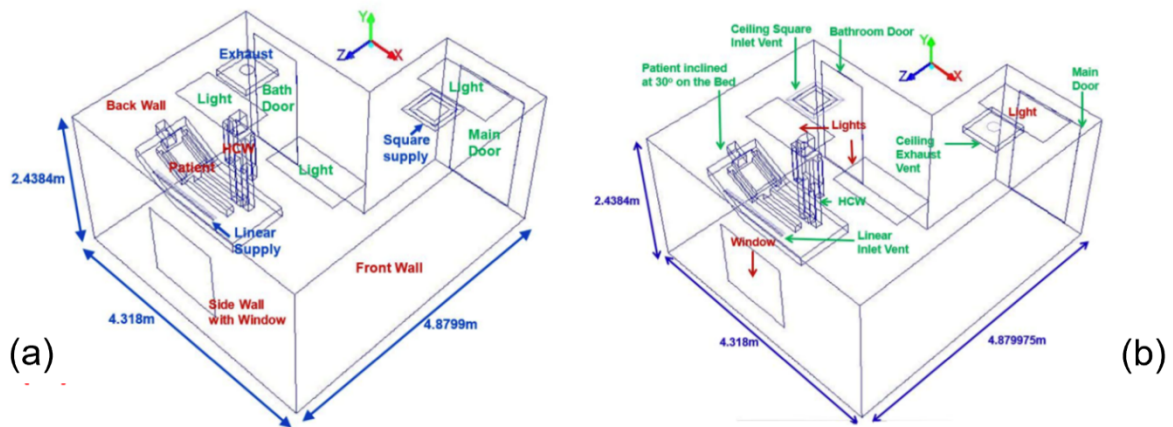 Y
Z
X
Exhaust
Light
Bath
Door
Back Wall
Light
Square
supply
Main
Door
HCW
Patient
Light
2.4384m
Linear
Supply
Front Wall
Side Wall
with Window
4.318m
4.8799m
(a)
Ceiling Square
Inlet Vent
Bathroom Door
Y
Z
X
Patient inclined
at 30º on the Bed
Main
Door
Light
Lights
Ceiling
Exhaust
Vent
2.4384m
HCW
Linear
Inlet Vent
Window
4.318m
4.879975m
(b)